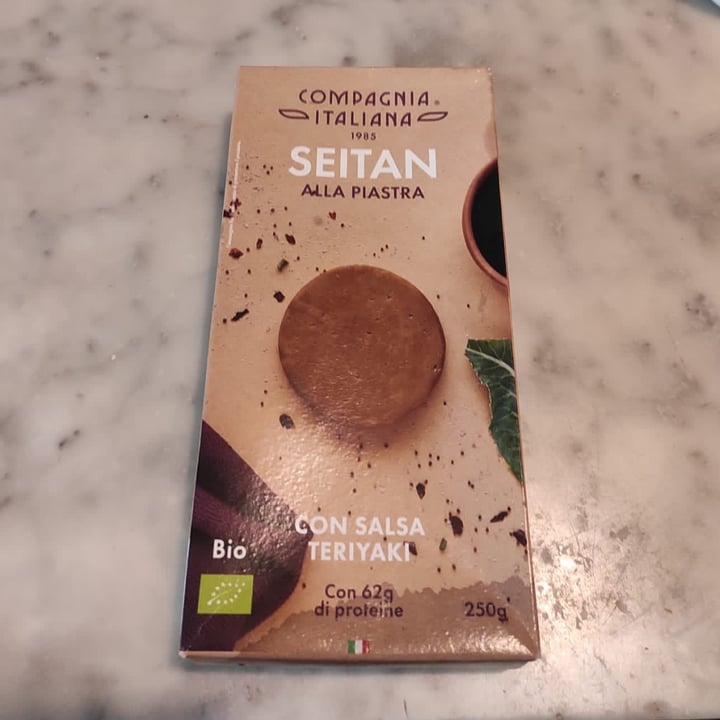 COMPAGNIA®
ITALIANA
1985
SEITAN
ALLA PIASTRA
CON SALSA
TERIYAKI
Bio
Con 62g
di proteine
250g